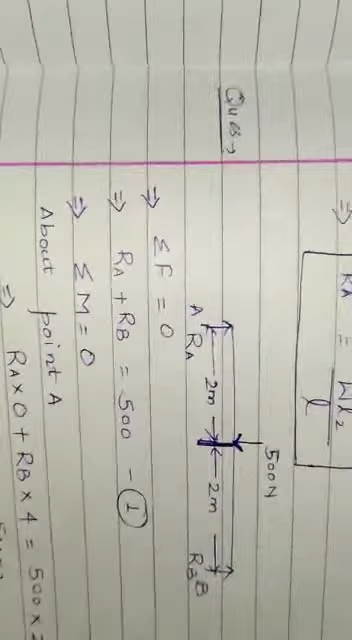 ⇒ RA = Wl₂ / l
Ques→
500N
A 2m 2m B
RA RB
⇒ ΣF = 0
⇒ RA + RB = 500 - ①
⇒ ΣM = 0
About point A
⇒ RA×0 + RB×4 = 500×2